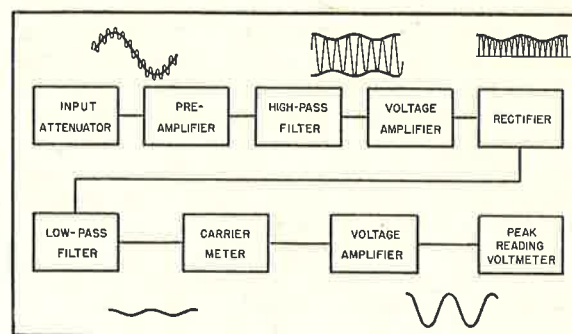 INPUT
ATTENUATOR
PRE-
AMPLIFIER
HIGH-PASS
FILTER
VOLTAGE
AMPLIFIER
RECTIFIER
LOW-PASS
FILTER
CARRIER
METER
VOLTAGE
AMPLIFIER
PEAK
READING
VOLTMETER